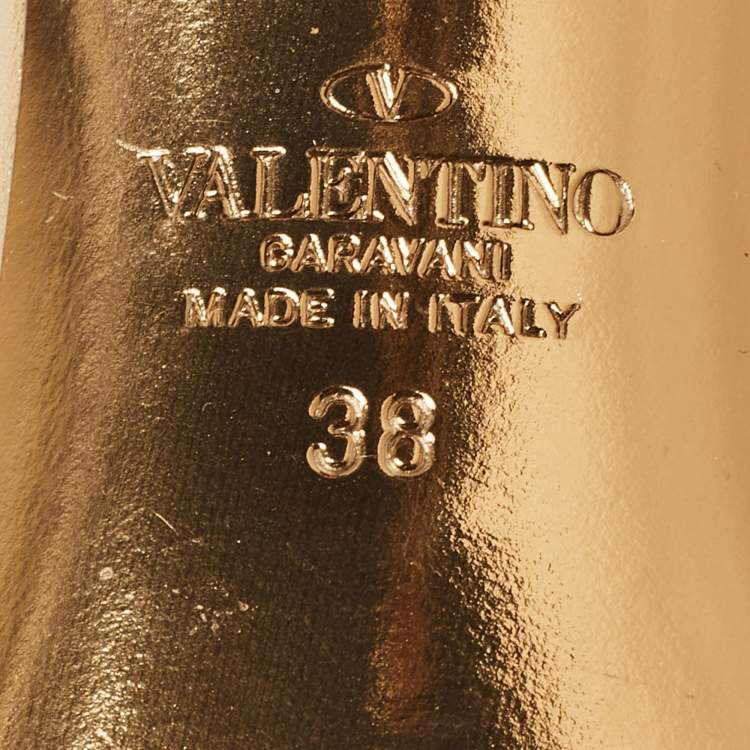 V
VALENTINO
GARAVANI
MADE IN ITALY
38